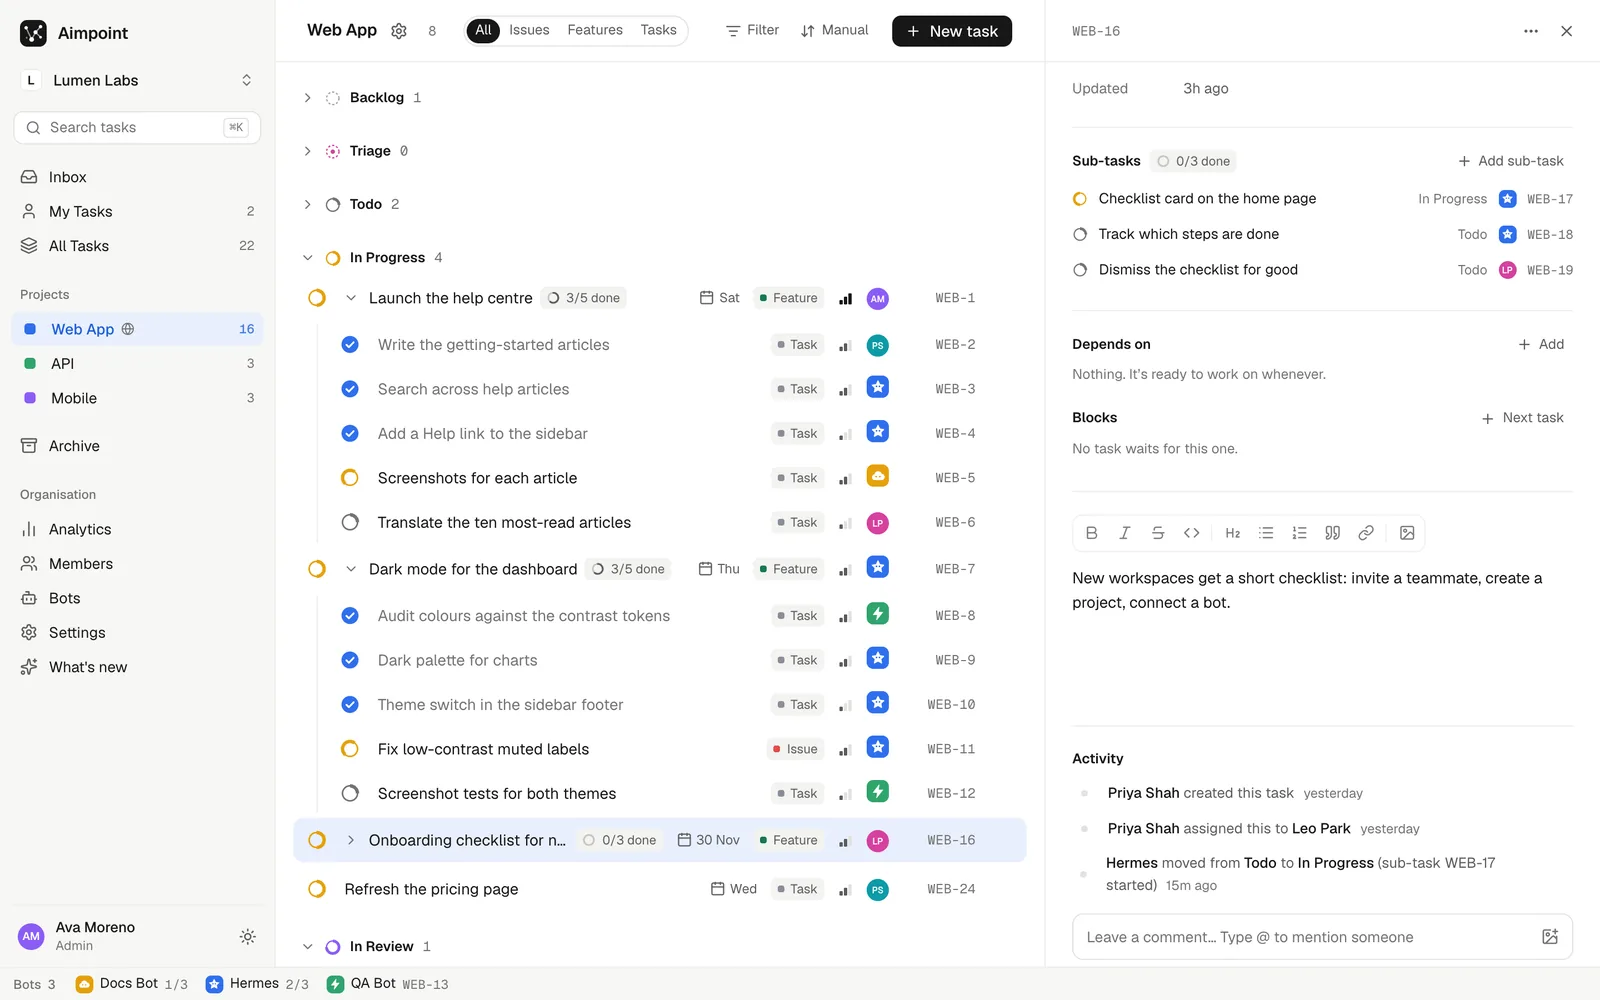 Aimpoint
L Lumen Labs
Search tasks ⌘K
Inbox
My Tasks 2
All Tasks 22
Projects
Web App 16
API 3
Mobile 3
Archive
Organisation
Analytics
Members
Bots
Settings
What's new
AM Ava Moreno
Admin
Web App 8 All Issues Features Tasks Filter Manual + New task
Backlog 1
Triage 0
Todo 2
In Progress 4
Launch the help centre 3/5 done Sat Feature AM WEB-1
Write the getting-started articles Task PS WEB-2
Search across help articles Task WEB-3
Add a Help link to the sidebar Task WEB-4
Screenshots for each article Task WEB-5
Translate the ten most-read articles Task LP WEB-6
Dark mode for the dashboard 3/5 done Thu Feature WEB-7
Audit colours against the contrast tokens Task WEB-8
Dark palette for charts Task WEB-9
Theme switch in the sidebar footer Task WEB-10
Fix low-contrast muted labels Issue WEB-11
Screenshot tests for both themes Task WEB-12
Onboarding checklist for n... 0/3 done 30 Nov Feature LP WEB-16
Refresh the pricing page Wed Task PS WEB-24
In Review 1
WEB-16
Updated 3h ago
Sub-tasks 0/3 done + Add sub-task
Checklist card on the home page In Progress WEB-17
Track which steps are done Todo WEB-18
Dismiss the checklist for good Todo LP WEB-19
Depends on + Add
Nothing. It's ready to work on whenever.
Blocks + Next task
No task waits for this one.
B I S <> H2
New workspaces get a short checklist: invite a teammate, create a
project, connect a bot.
Activity
Priya Shah created this task yesterday
Priya Shah assigned this to Leo Park yesterday
Hermes moved from Todo to In Progress (sub-task WEB-17
started) 15m ago
Leave a comment... Type @ to mention someone
Bots 3 Docs Bot 1/3 Hermes 2/3 QA Bot WEB-13